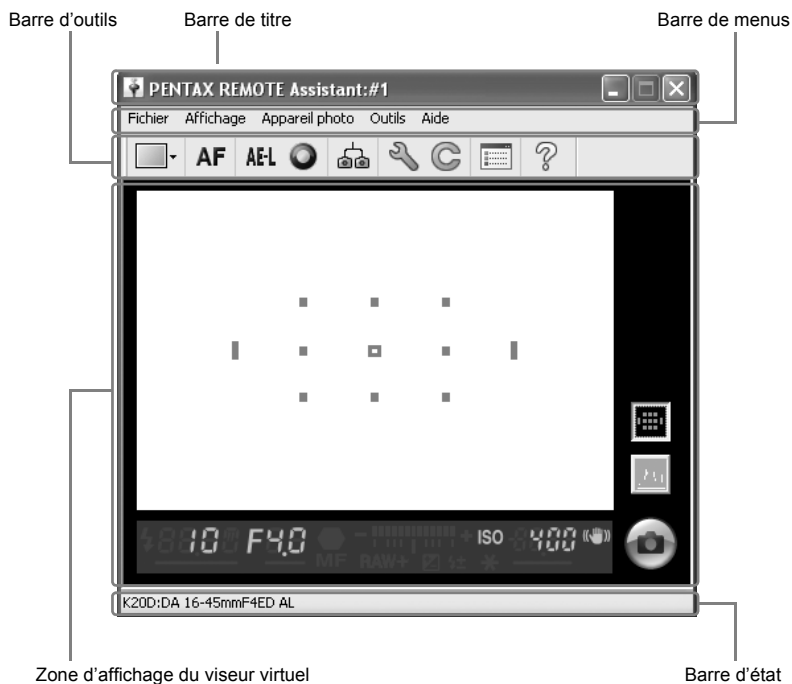 Barre d'outils Barre de titre Barre de menus
PENTAX REMOTE Assistant:#1
Fichier Affichage Appareil photo Outils Aide
AF AE-L
10 F4.0 ISO 400
MF RAW+
K20D:DA 16-45mmF4ED AL
Zone d'affichage du viseur virtuel Barre d'état